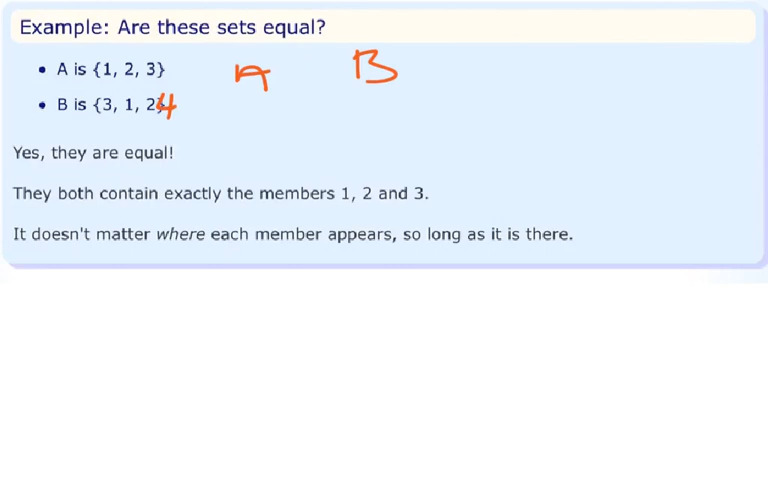 Example: Are these sets equal?
• A is {1, 2, 3} A B
• B is {3, 1, 2} 4
Yes, they are equal!
They both contain exactly the members 1, 2 and 3.
It doesn't matter where each member appears, so long as it is there.